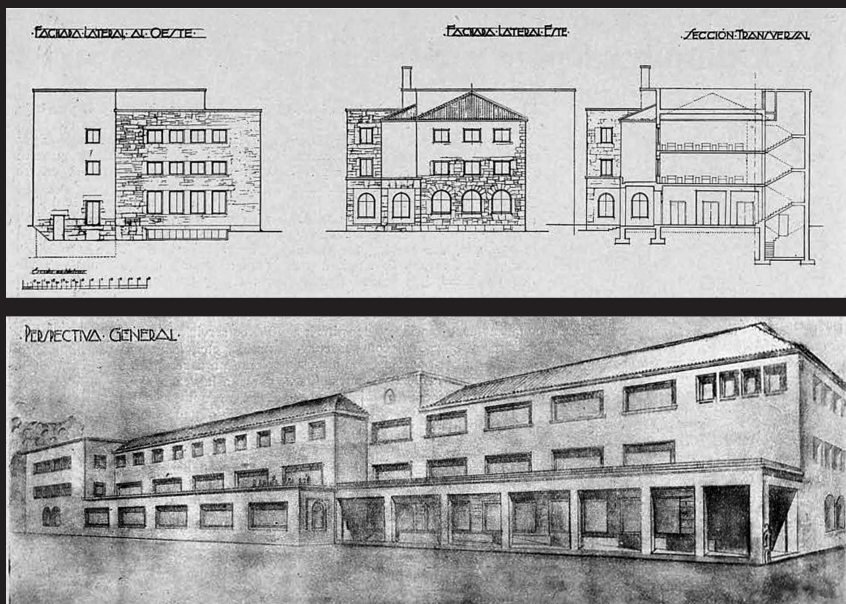 ·FACHADA·LATERAL·AL·OESTE·
·FACHADA·LATERAL·ESTE·
·SECCIÓN·TRANSVERSAL·
·PERSPECTIVA·GENERAL·